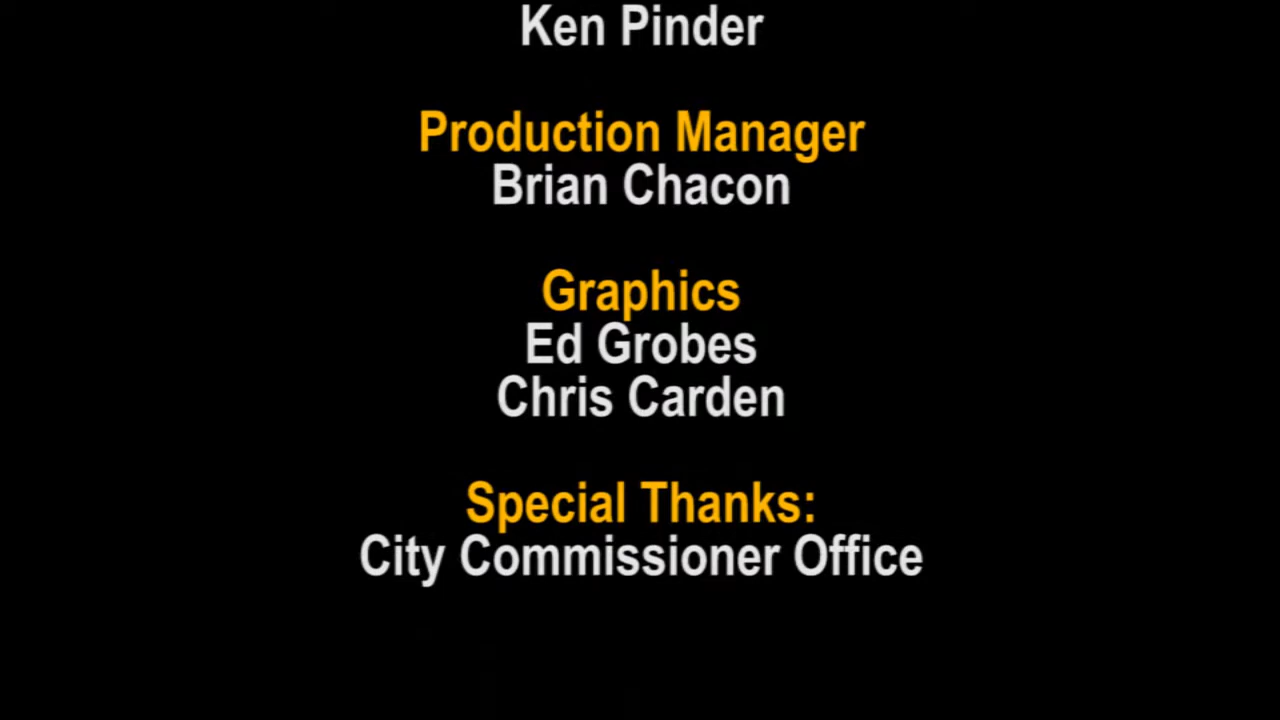 Ken Pinder
Production Manager
Brian Chacon
Graphics
Ed Grobes
Chris Carden
Special Thanks:
City Commissioner Office